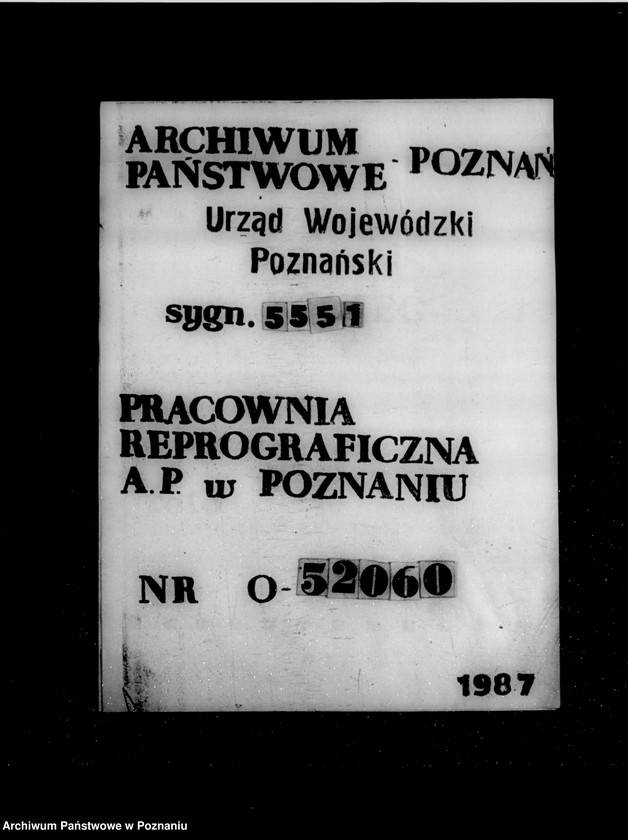 ARCHIWUM
PAŃSTWOWE - POZNAŃ
Urząd Wojewódzki
Poznański
sygn. 5551
PRACOWNIA
REPROGRAFICZNA
A.P. w POZNANIU
NR O-52060
1987
Archiwum Państwowe w Poznaniu